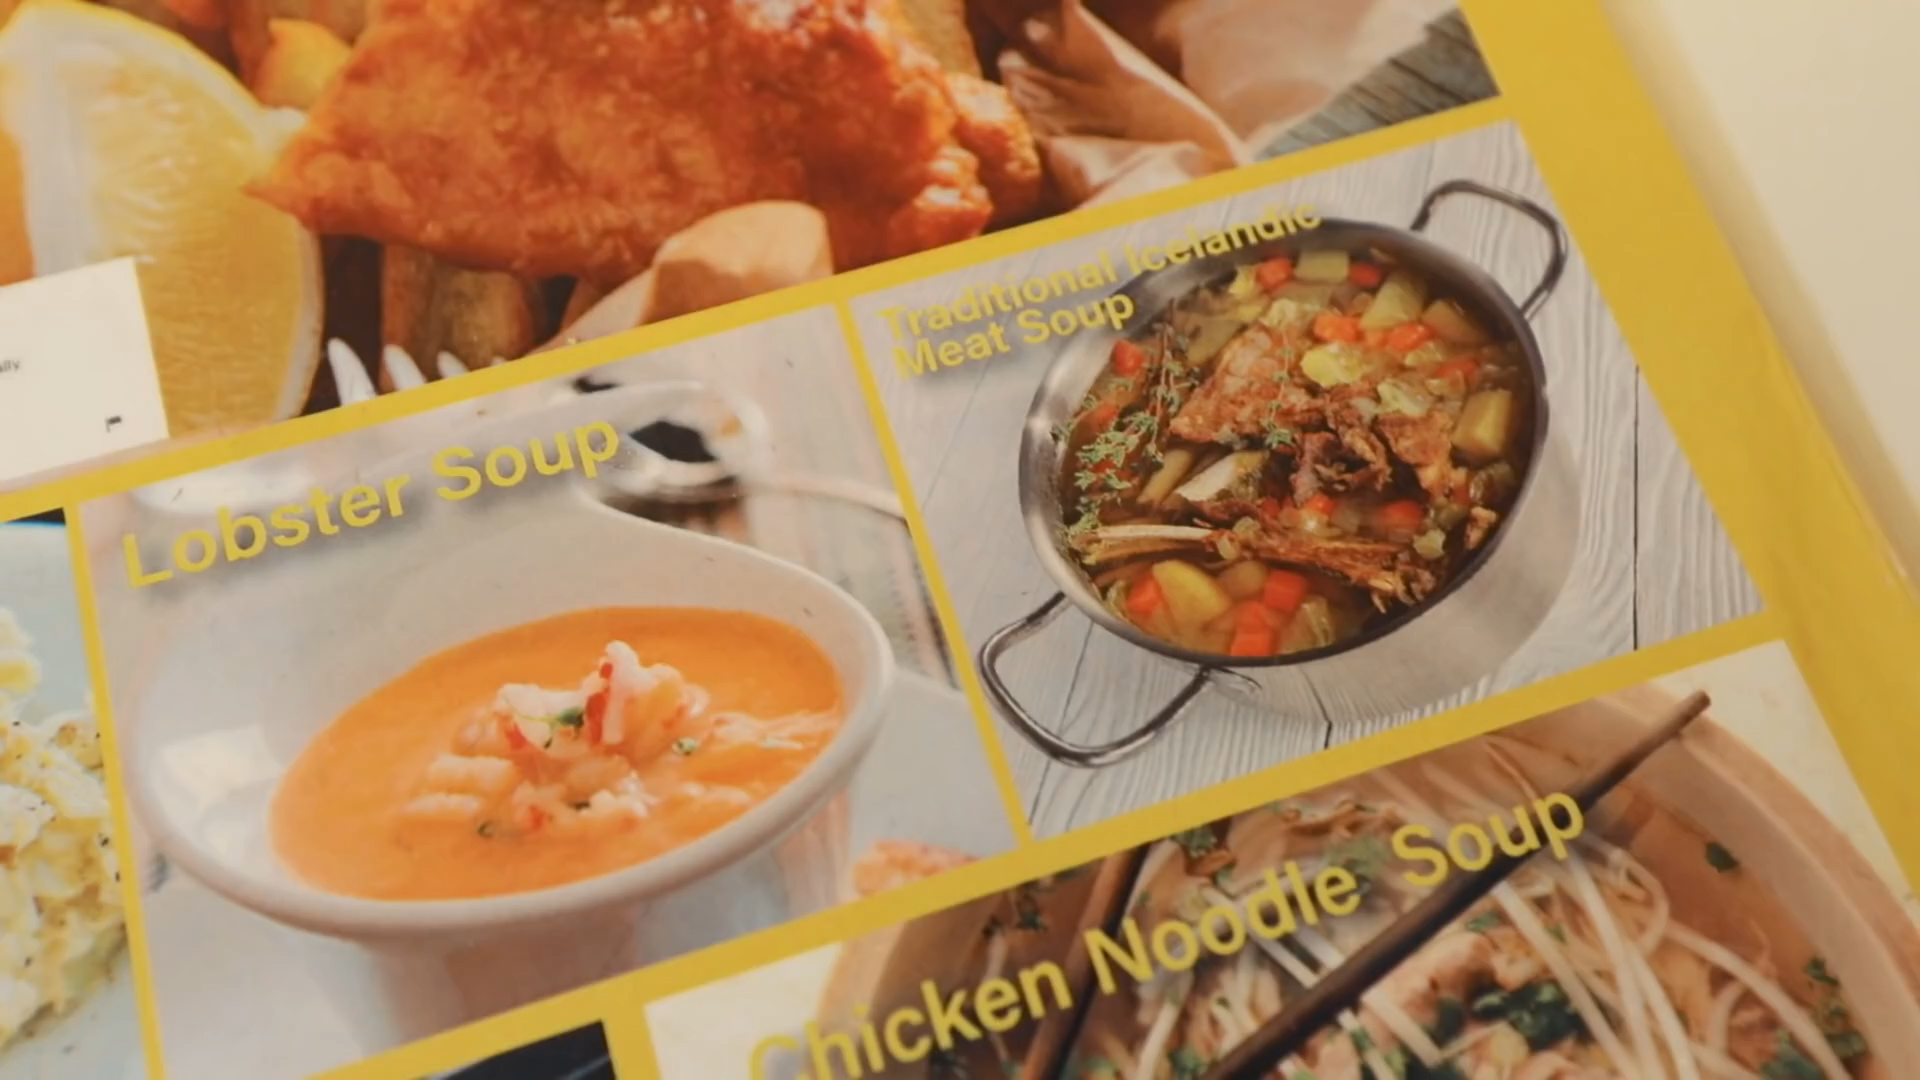 Traditional Icelandic
Meat Soup
Lobster Soup
Chicken Noodle Soup